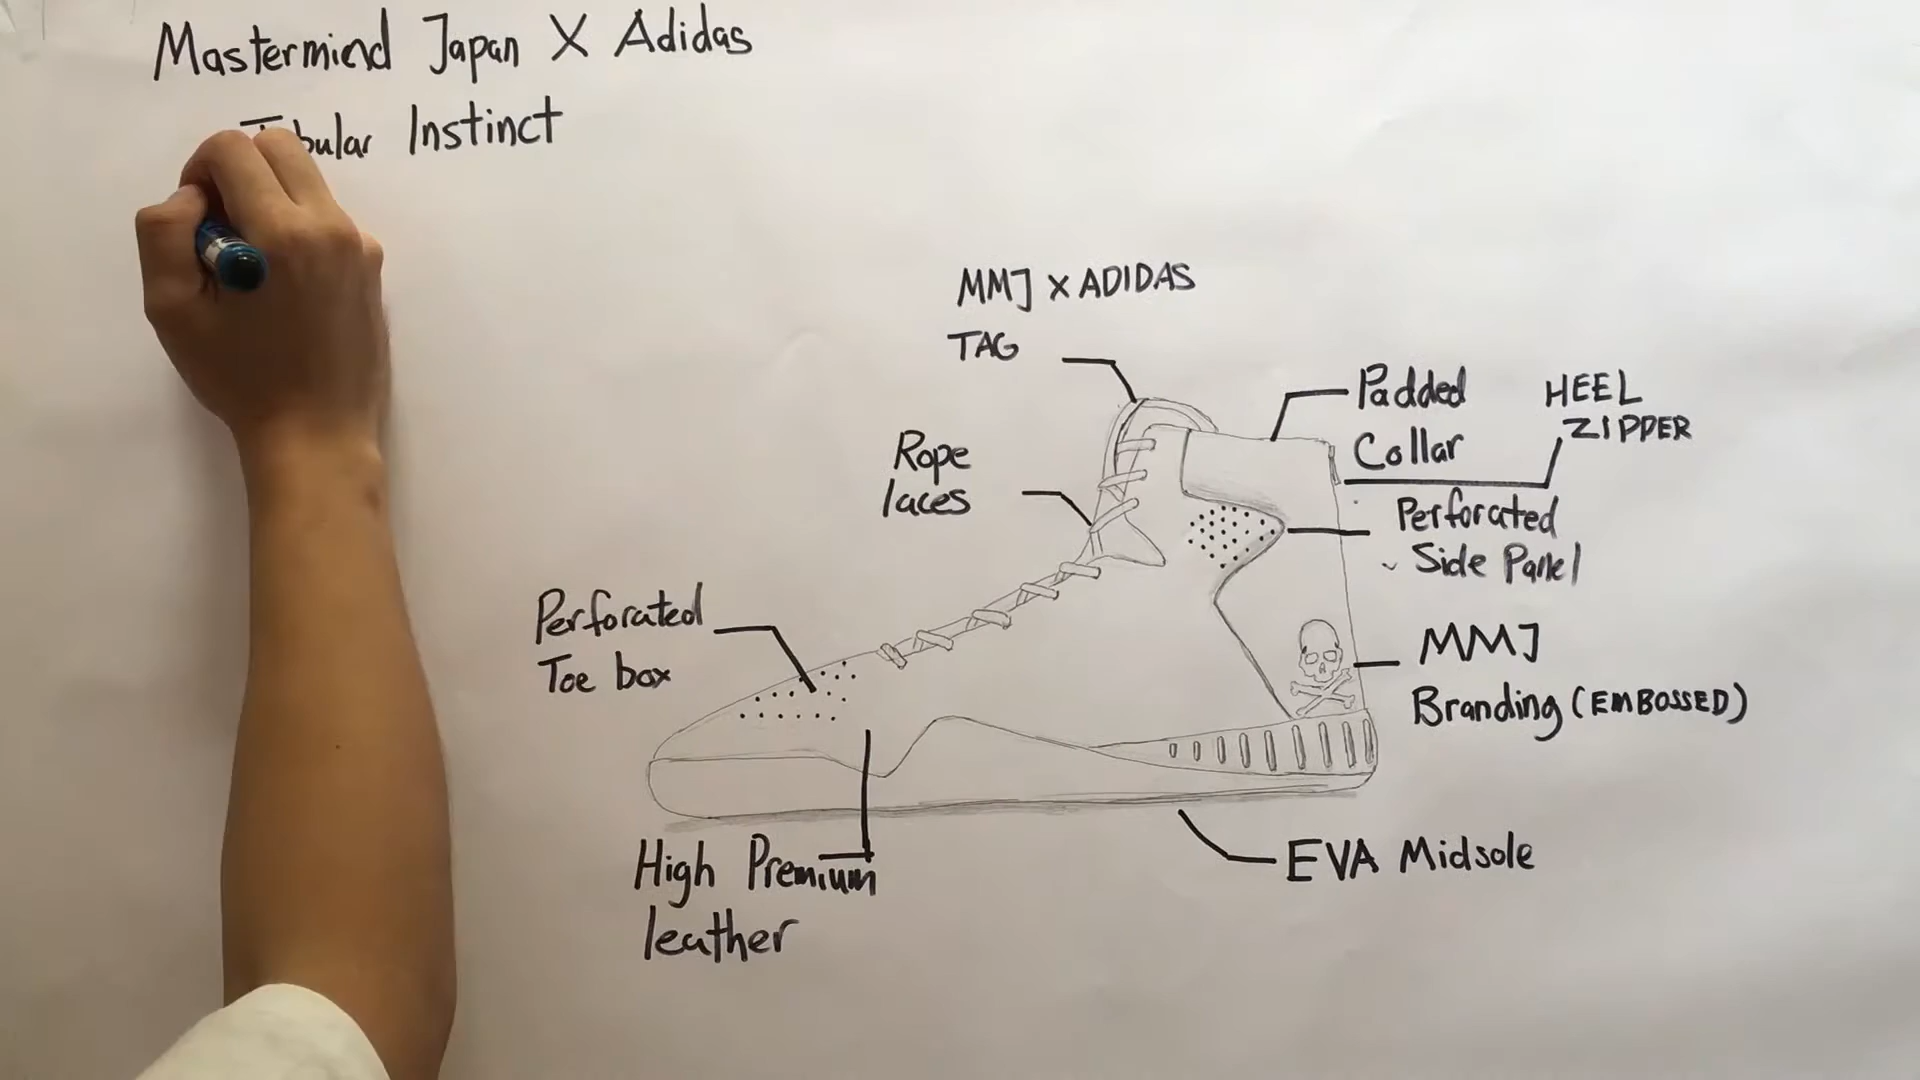 Mastermind Japan X Adidas
Instinct
MMJ X ADIDAS
TAG
Padded
Collar
HEEL
ZIPPER
Rope
laces
Perforated
Side Panel
Perforated
Toe box
MMJ
Branding (EMBOSSED)
High Premium
leather
EVA Midsole